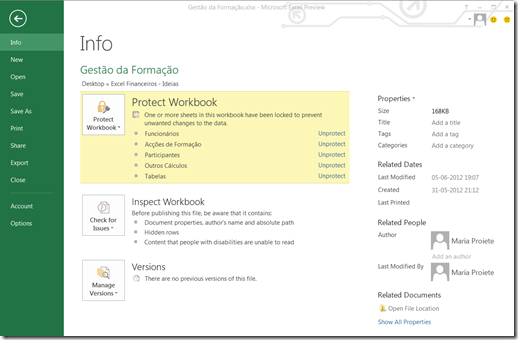 Gestão da Formação.xlsx - Microsoft Excel Preview
Info
New
Open
Save
Save As
Print
Share
Export
Close
Account
Options
Info
Gestão da Formação
Desktop » Excel Financeiros - Ideias
Protect Workbook
Protect Workbook
One or more sheets in this workbook have been locked to prevent
unwanted changes to the data.
Funcionários Unprotect
Acções de Formação Unprotect
Participantes Unprotect
Outros Cálculos Unprotect
Tabelas Unprotect
Check for Issues
Inspect Workbook
Before publishing this file, be aware that it contains:
Document properties, author's name and absolute path
Hidden rows
Content that people with disabilities are unable to read
Manage Versions
Versions
There are no previous versions of this file.
Properties
Size 168KB
Title Add a title
Tags Add a tag
Categories Add a category
Related Dates
Last Modified 05-06-2012 19:07
Created 31-05-2012 21:12
Last Printed
Related People
Author Maria Proiete
Add an author
Last Modified By Maria Proiete
Related Documents
Open File Location
Show All Properties